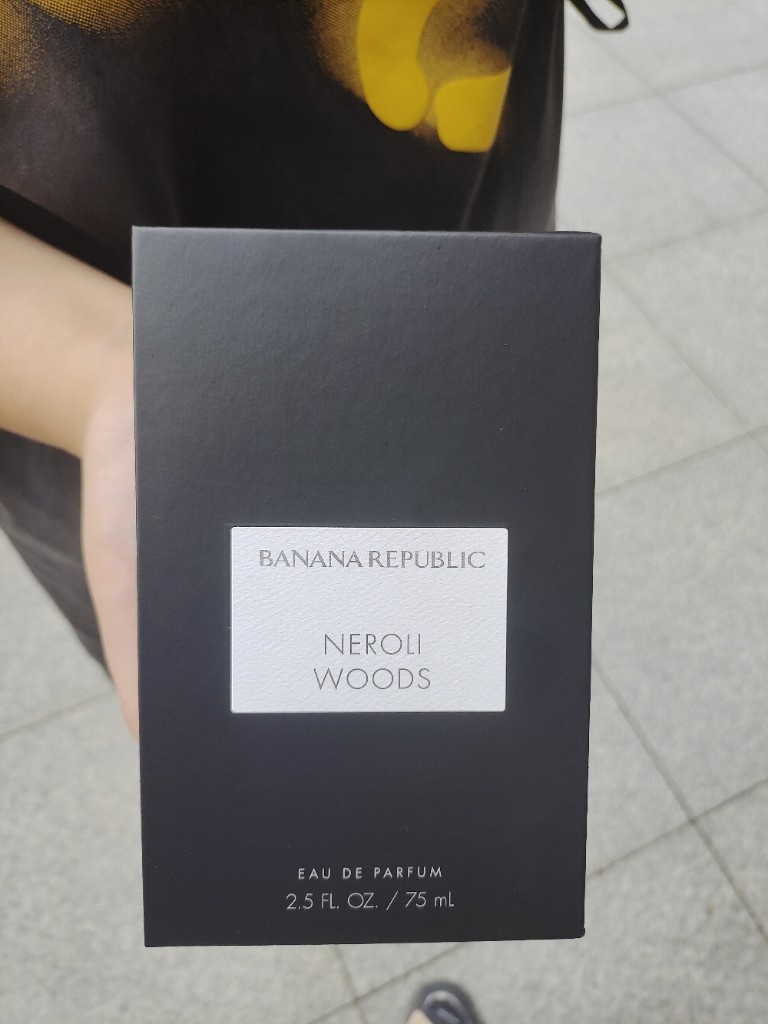 BANANA REPUBLIC
NEROLI
WOODS
EAU DE PARFUM
2.5 FL. OZ. / 75 mL